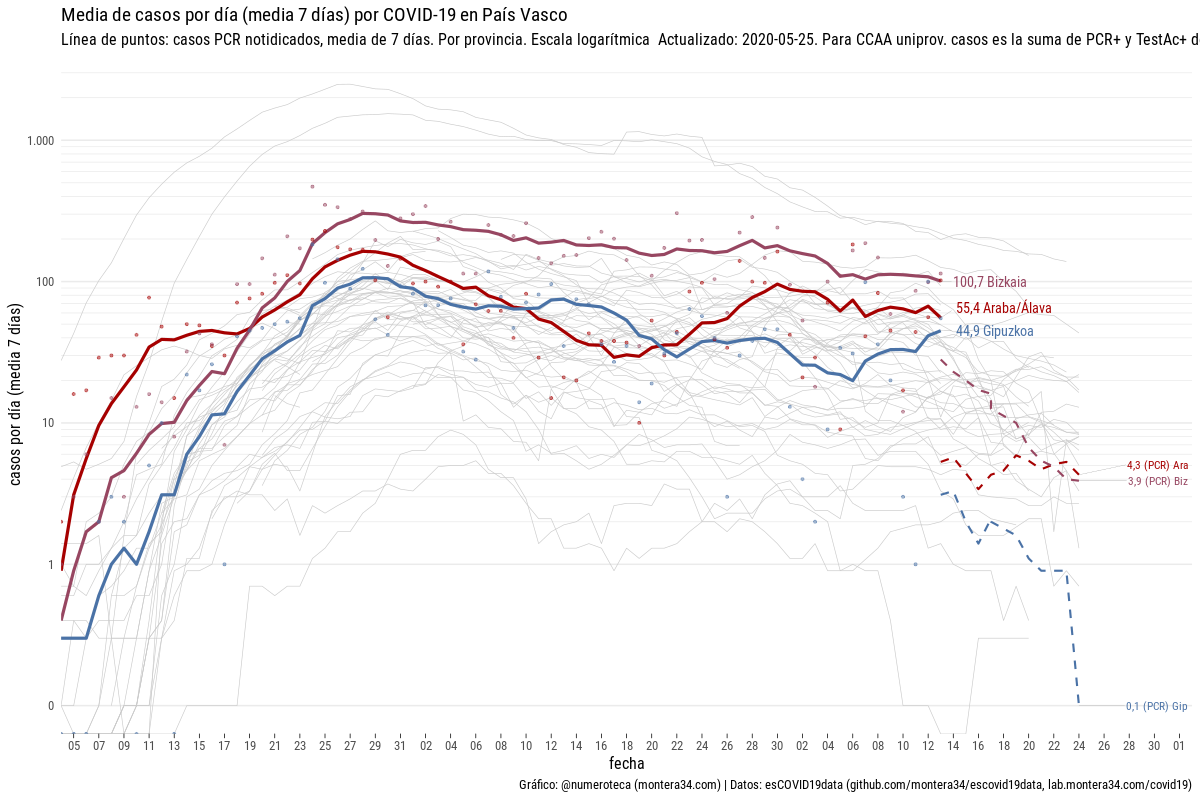 Media de casos por día (media 7 días) por COVID-19 en País Vasco
Línea de puntos: casos PCR notidicados, media de 7 días. Por provincia. Escala logarítmica  Actualizado: 2020-05-25. Para CCAA uniprov. casos es la suma de PCR+ y TestAc+ d
casos por día (media 7 días)
1.000
100
10
1
0
100,7 Bizkaia
55,4 Araba/Álava
44,9 Gipuzkoa
4,3 (PCR) Ara
3,9 (PCR) Biz
0,1 (PCR) Gip
05 07 09 11 13 15 17 19 21 23 25 27 29 31 02 04 06 08 10 12 14 16 18 20 22 24 26 28 30 02 04 06 08 10 12 14 16 18 20 22 24 26 28 30 01
fecha
Gráfico: @numeroteca (montera34.com) | Datos: esCOVID19data (github.com/montera34/escovid19data, lab.montera34.com/covid19)